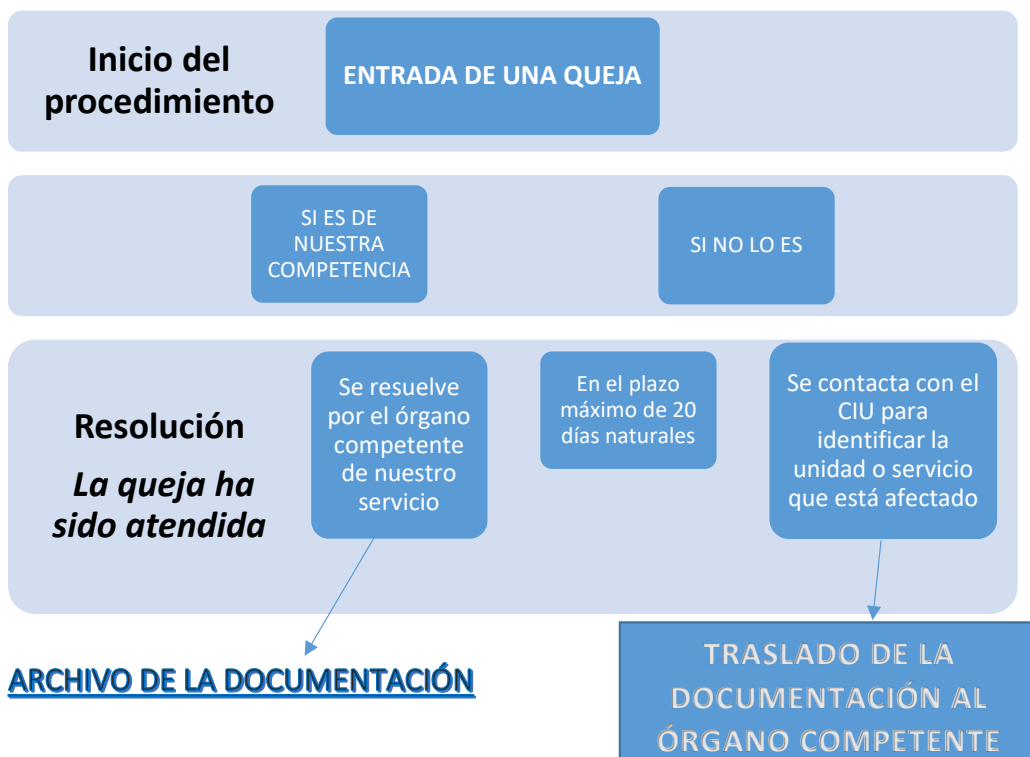 Inicio del
procedimiento
ENTRADA DE UNA QUEJA
SI ES DE
NUESTRA
COMPETENCIA
SI NO LO ES
Resolución
La queja ha
sido atendida
Se resuelve
por el órgano
competente
de nuestro
servicio
En el plazo
máximo de 20
días naturales
Se contacta con el
CIU para
identificar la
unidad o servicio
que está afectado
ARCHIVO DE LA DOCUMENTACIÓN
TRASLADO DE LA
DOCUMENTACIÓN AL
ÓRGANO COMPETENTE